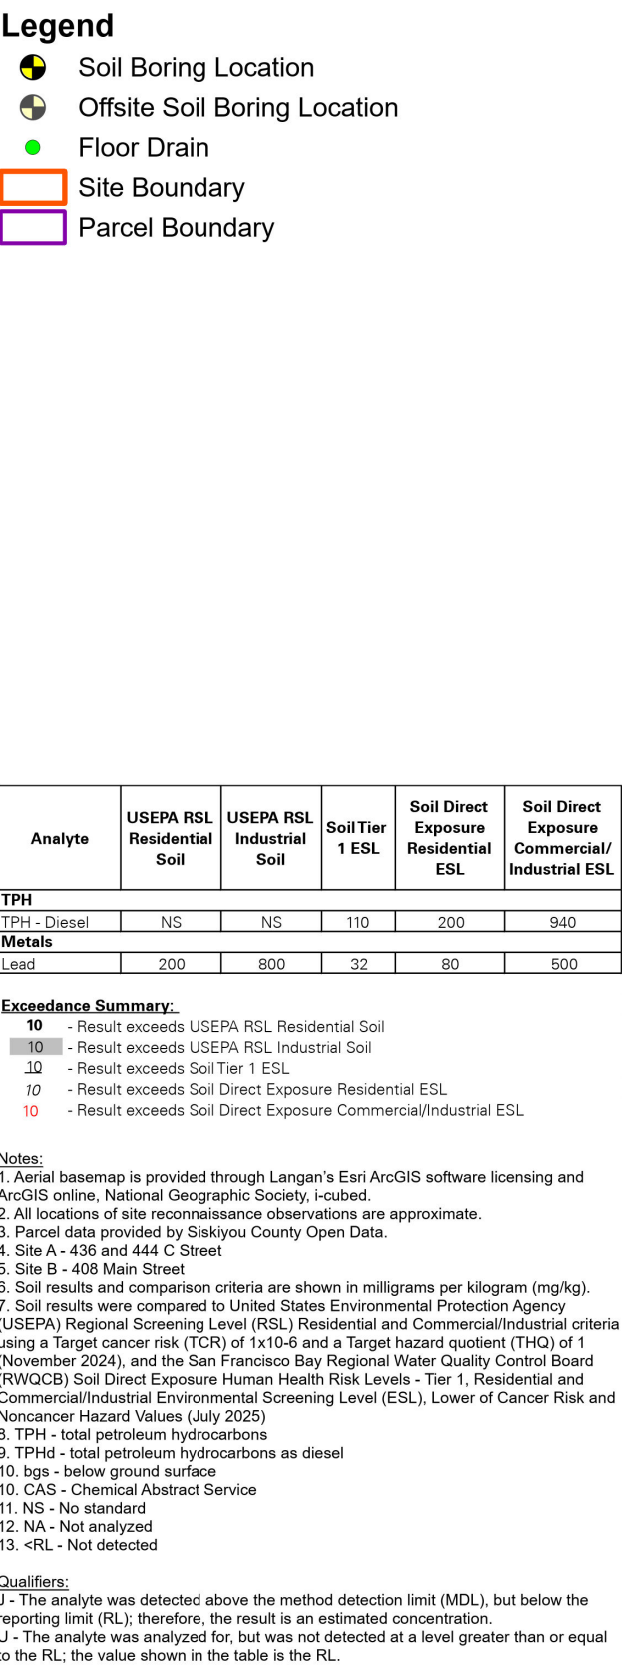 Legend
Soil Boring Location
Offsite Soil Boring Location
Floor Drain
Site Boundary
Parcel Boundary
Analyte USEPA RSL Residential Soil USEPA RSL Industrial Soil Soil Tier 1 ESL Soil Direct Exposure Residential ESL Soil Direct Exposure Commercial/ Industrial ESL
TPH
TPH - Diesel NS NS 110 200 940
Metals
Lead 200 800 32 80 500
Exceedance Summary:
10 - Result exceeds USEPA RSL Residential Soil
10 - Result exceeds USEPA RSL Industrial Soil
10 - Result exceeds Soil Tier 1 ESL
10 - Result exceeds Soil Direct Exposure Residential ESL
10 - Result exceeds Soil Direct Exposure Commercial/Industrial ESL
Notes:
1. Aerial basemap is provided through Langan's Esri ArcGIS software licensing and
ArcGIS online, National Geographic Society, i-cubed.
2. All locations of site reconnaissance observations are approximate.
3. Parcel data provided by Siskiyou County Open Data.
4. Site A - 436 and 444 C Street
5. Site B - 408 Main Street
6. Soil results and comparison criteria are shown in milligrams per kilogram (mg/kg).
7. Soil results were compared to United States Environmental Protection Agency
(USEPA) Regional Screening Level (RSL) Residential and Commercial/Industrial criteria
using a Target cancer risk (TCR) of 1x10-6 and a Target hazard quotient (THQ) of 1
(November 2024), and the San Francisco Bay Regional Water Quality Control Board
(RWQCB) Soil Direct Exposure Human Health Risk Levels - Tier 1, Residential and
Commercial/Industrial Environmental Screening Level (ESL), Lower of Cancer Risk and
Noncancer Hazard Values (July 2025)
8. TPH - total petroleum hydrocarbons
9. TPHd - total petroleum hydrocarbons as diesel
10. bgs - below ground surface
10. CAS - Chemical Abstract Service
11. NS - No standard
12. NA - Not analyzed
13. <RL - Not detected
Qualifiers:
J - The analyte was detected above the method detection limit (MDL), but below the
reporting limit (RL); therefore, the result is an estimated concentration.
U - The analyte was analyzed for, but was not detected at a level greater than or equal
to the RL; the value shown in the table is the RL.